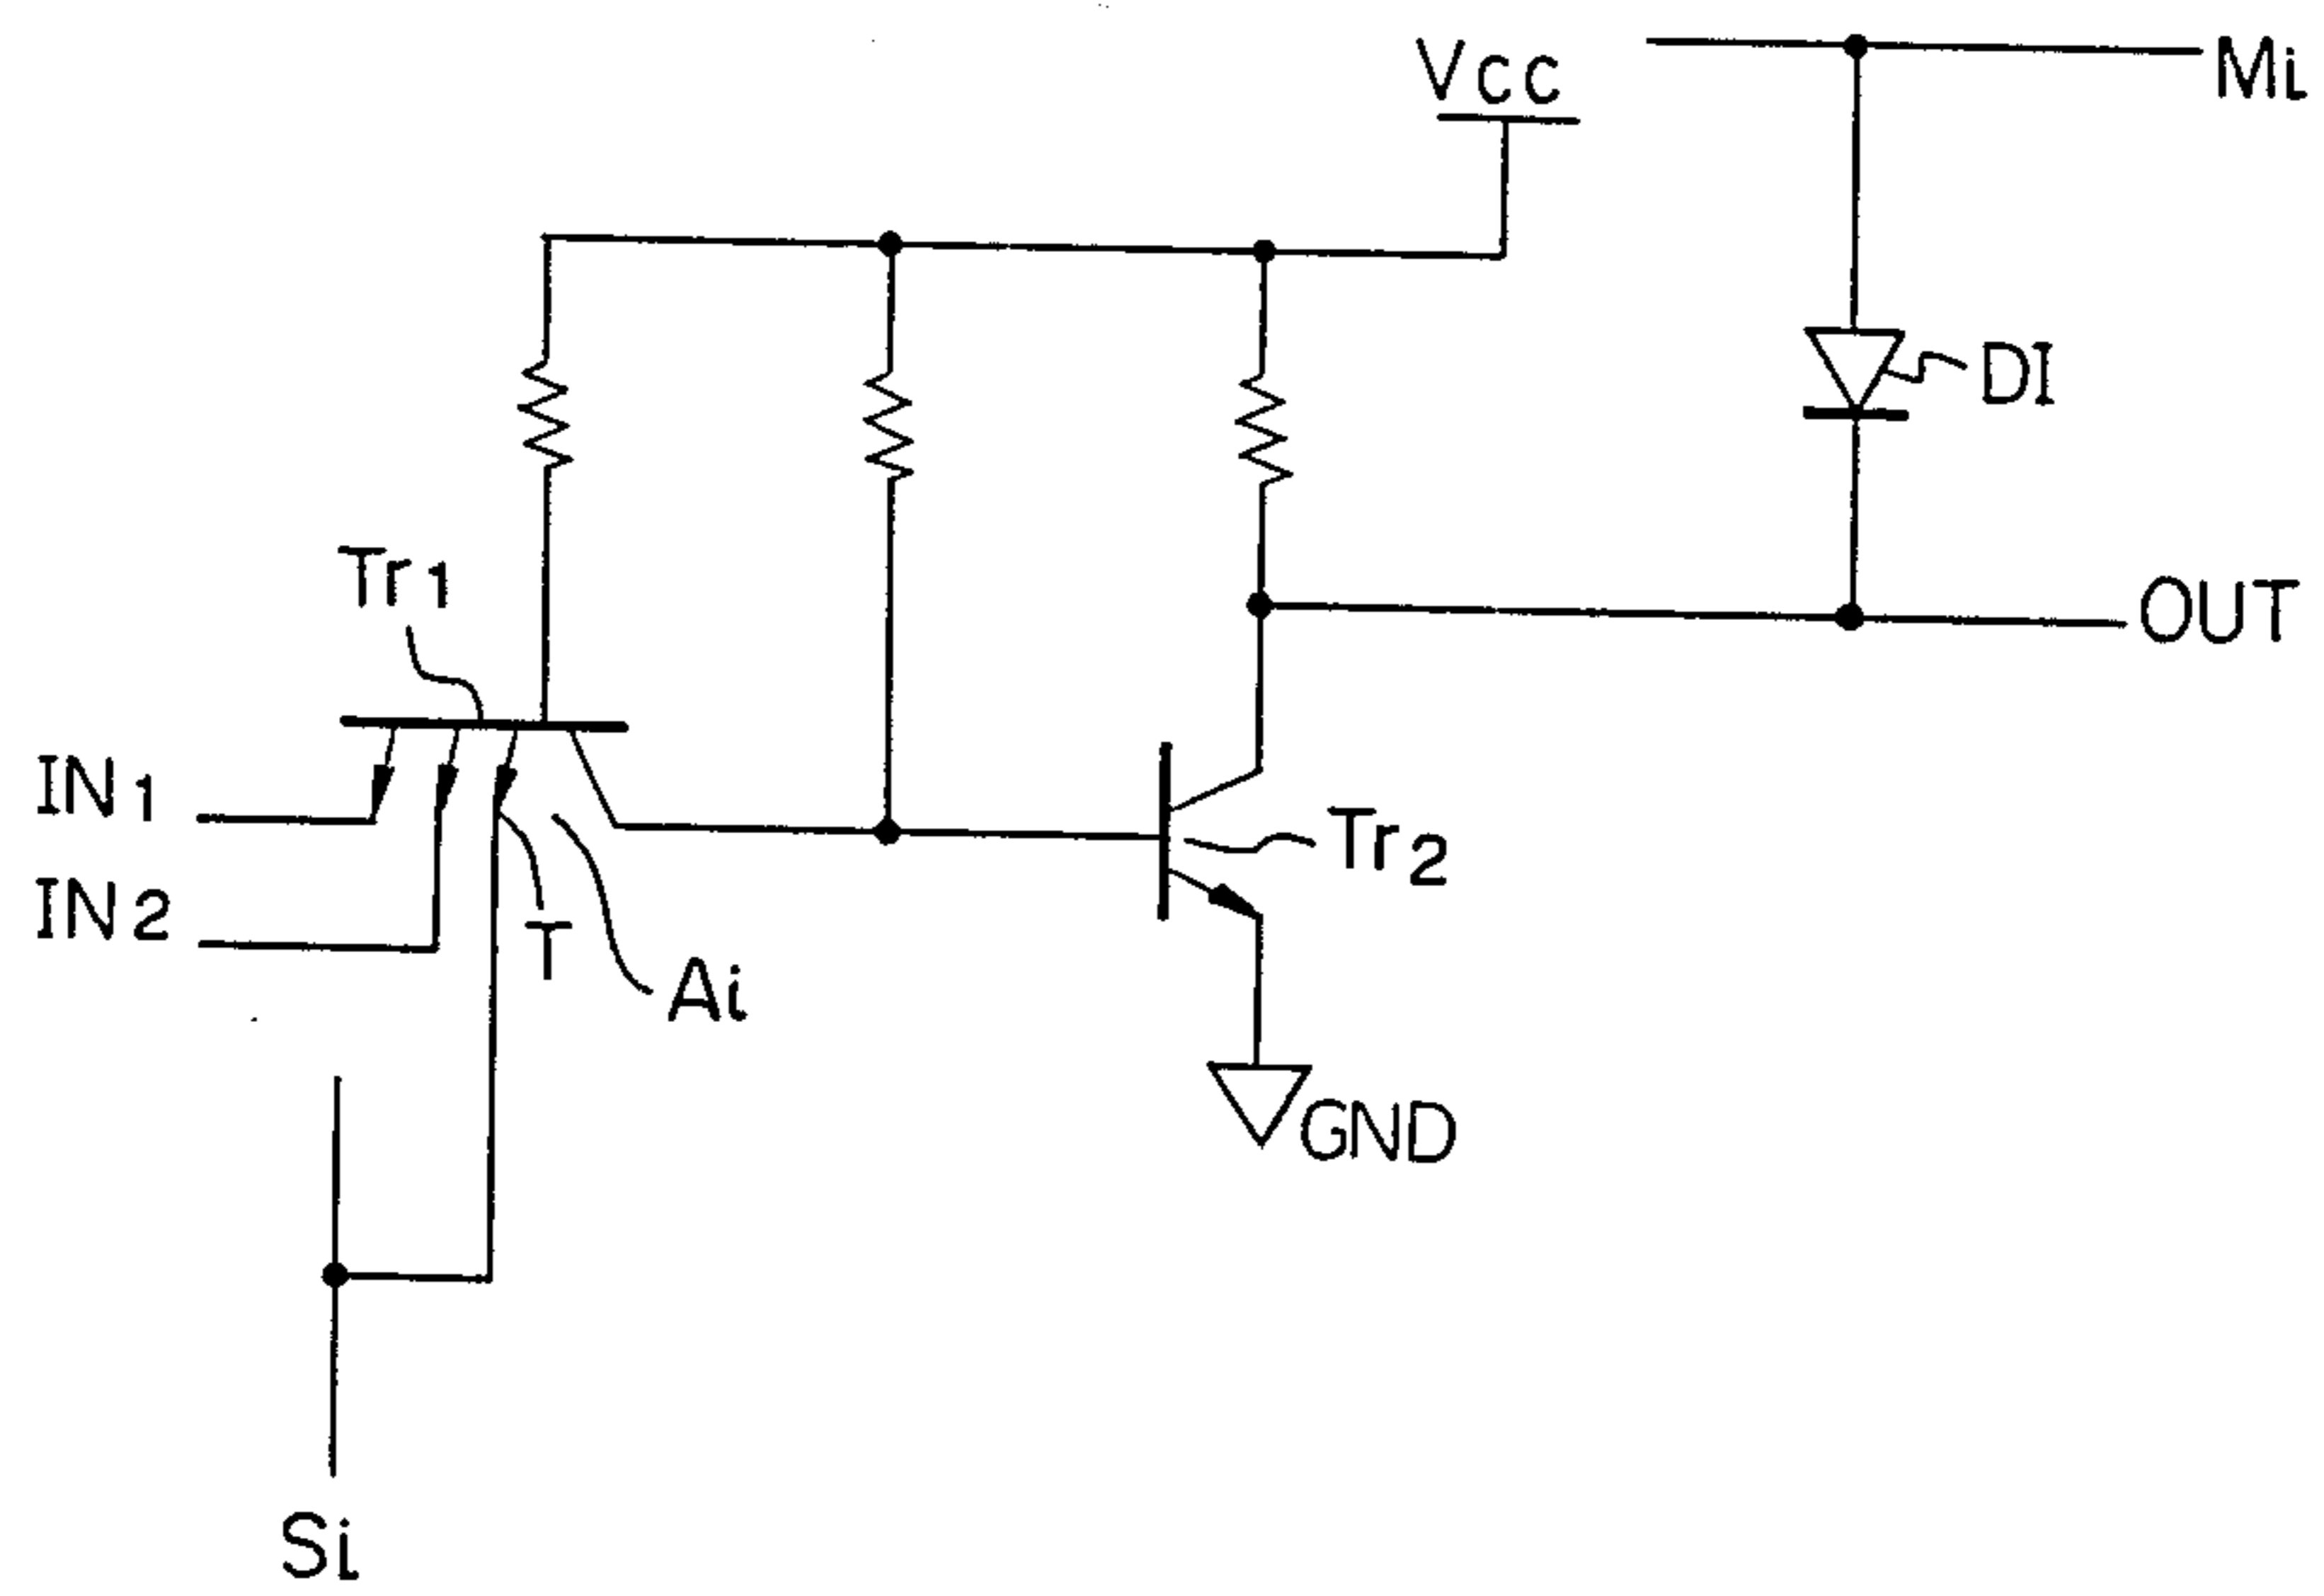 Vcc
Mi
DI
Tr1
OUT
IN1
Tr2
IN2
T
Ai
GND
Si